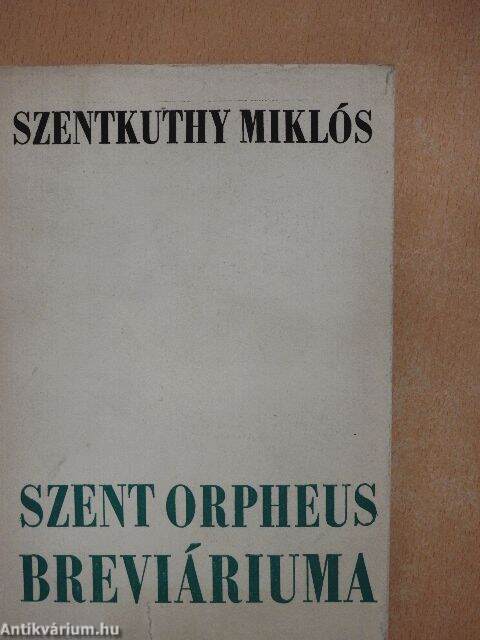 SZENTKUTHY MIKLÓS
SZENT ORPHEUS
BREVIÁRIUMA
Antikvárium.hu